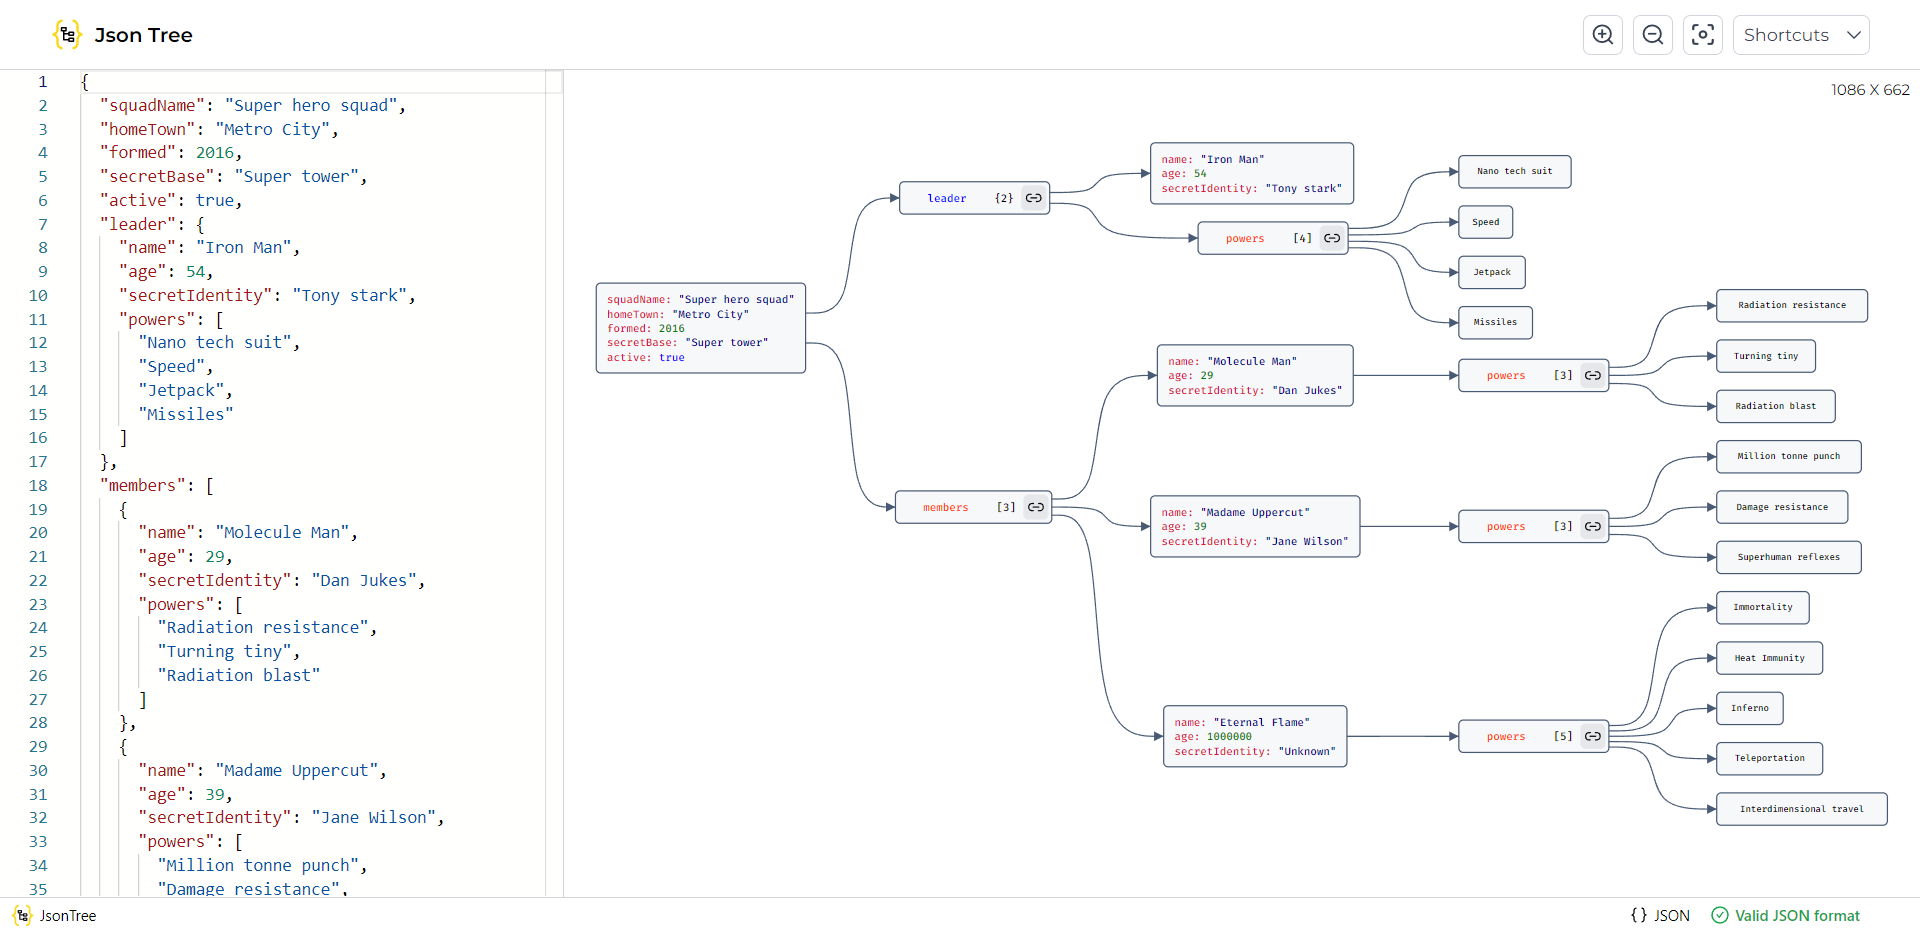 Json Tree
Shortcuts
1 {
2 "squadName": "Super hero squad",
3 "homeTown": "Metro City",
4 "formed": 2016,
5 "secretBase": "Super tower",
6 "active": true,
7 "leader": {
8 "name": "Iron Man",
9 "age": 54,
10 "secretIdentity": "Tony stark",
11 "powers": [
12 "Nano tech suit",
13 "Speed",
14 "Jetpack",
15 "Missiles"
16 ]
17 },
18 "members": [
19 {
20 "name": "Molecule Man",
21 "age": 29,
22 "secretIdentity": "Dan Jukes",
23 "powers": [
24 "Radiation resistance",
25 "Turning tiny",
26 "Radiation blast"
27 ]
28 },
29 {
30 "name": "Madame Uppercut",
31 "age": 39,
32 "secretIdentity": "Jane Wilson",
33 "powers": [
34 "Million tonne punch",
35 "Damage resistance",
1086 X 662
squadName: "Super hero squad"
homeTown: "Metro City"
formed: 2016
secretBase: "Super tower"
active: true
leader {2}
name: "Iron Man"
age: 54
secretIdentity: "Tony stark"
powers [4]
Nano tech suit
Speed
Jetpack
Missiles
members [3]
name: "Molecule Man"
age: 29
secretIdentity: "Dan Jukes"
powers [3]
Radiation resistance
Turning tiny
Radiation blast
name: "Madame Uppercut"
age: 39
secretIdentity: "Jane Wilson"
powers [3]
Million tonne punch
Damage resistance
Superhuman reflexes
name: "Eternal Flame"
age: 1000000
secretIdentity: "Unknown"
powers [5]
Immortality
Heat Immunity
Inferno
Teleportation
Interdimensional travel
JsonTree
{} JSON
Valid JSON format